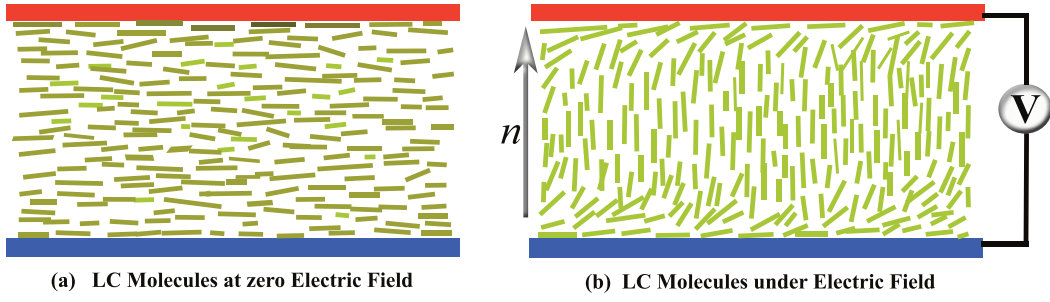 n
V
(a) LC Molecules at zero Electric Field
(b) LC Molecules under Electric Field